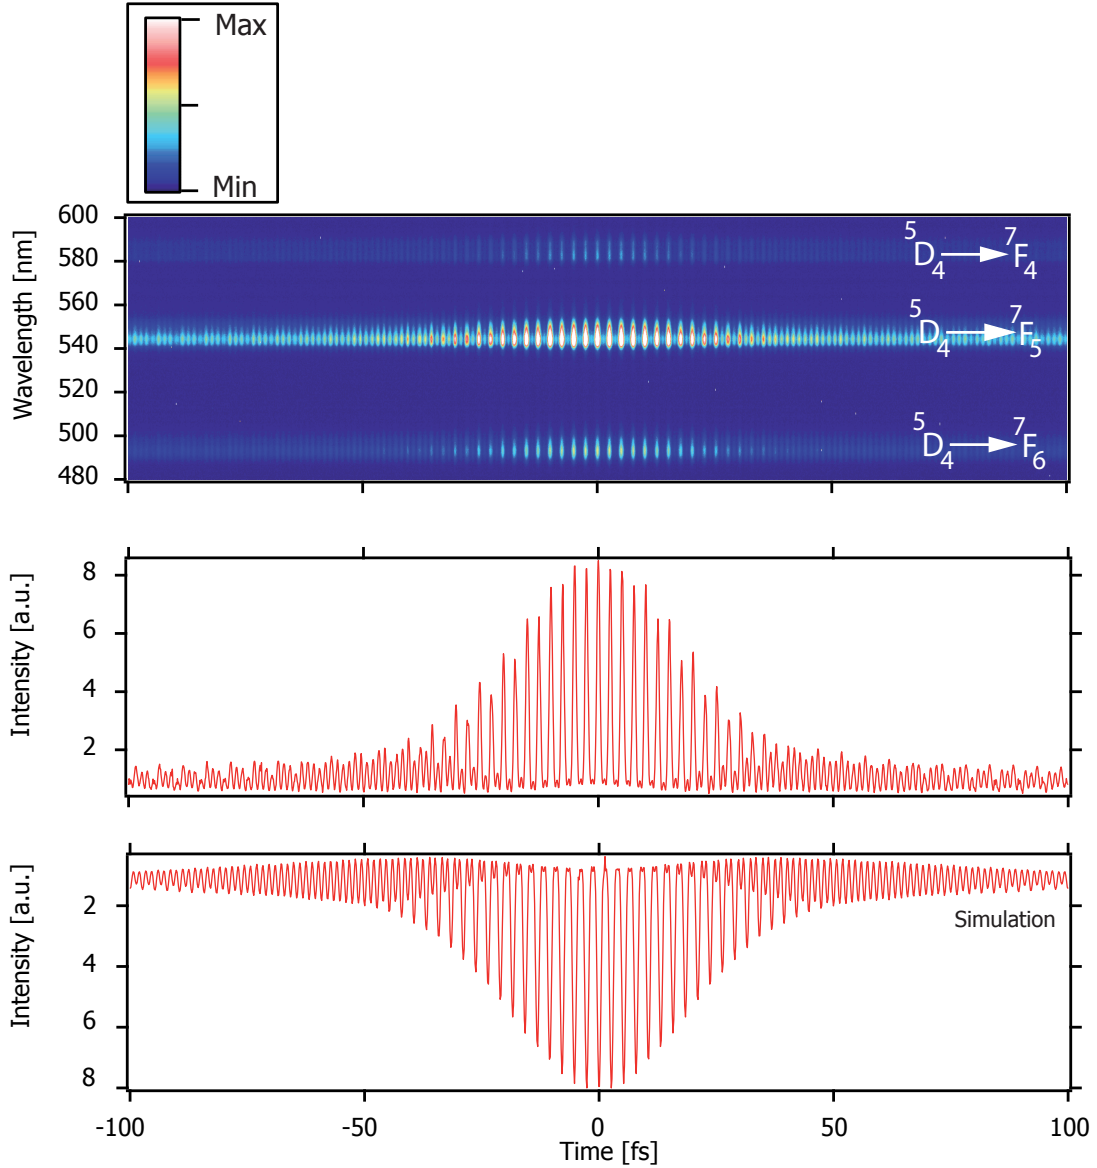 Max
Min
Wavelength [nm]
600
580
560
540
520
500
480
⁵D₄ → ⁷F₄
⁵D₄ → ⁷F₅
⁵D₄ → ⁷F₆
Intensity [a.u.]
8
6
4
2
Intensity [a.u.]
2
4
6
8
Simulation
-100
-50
0
50
100
Time [fs]